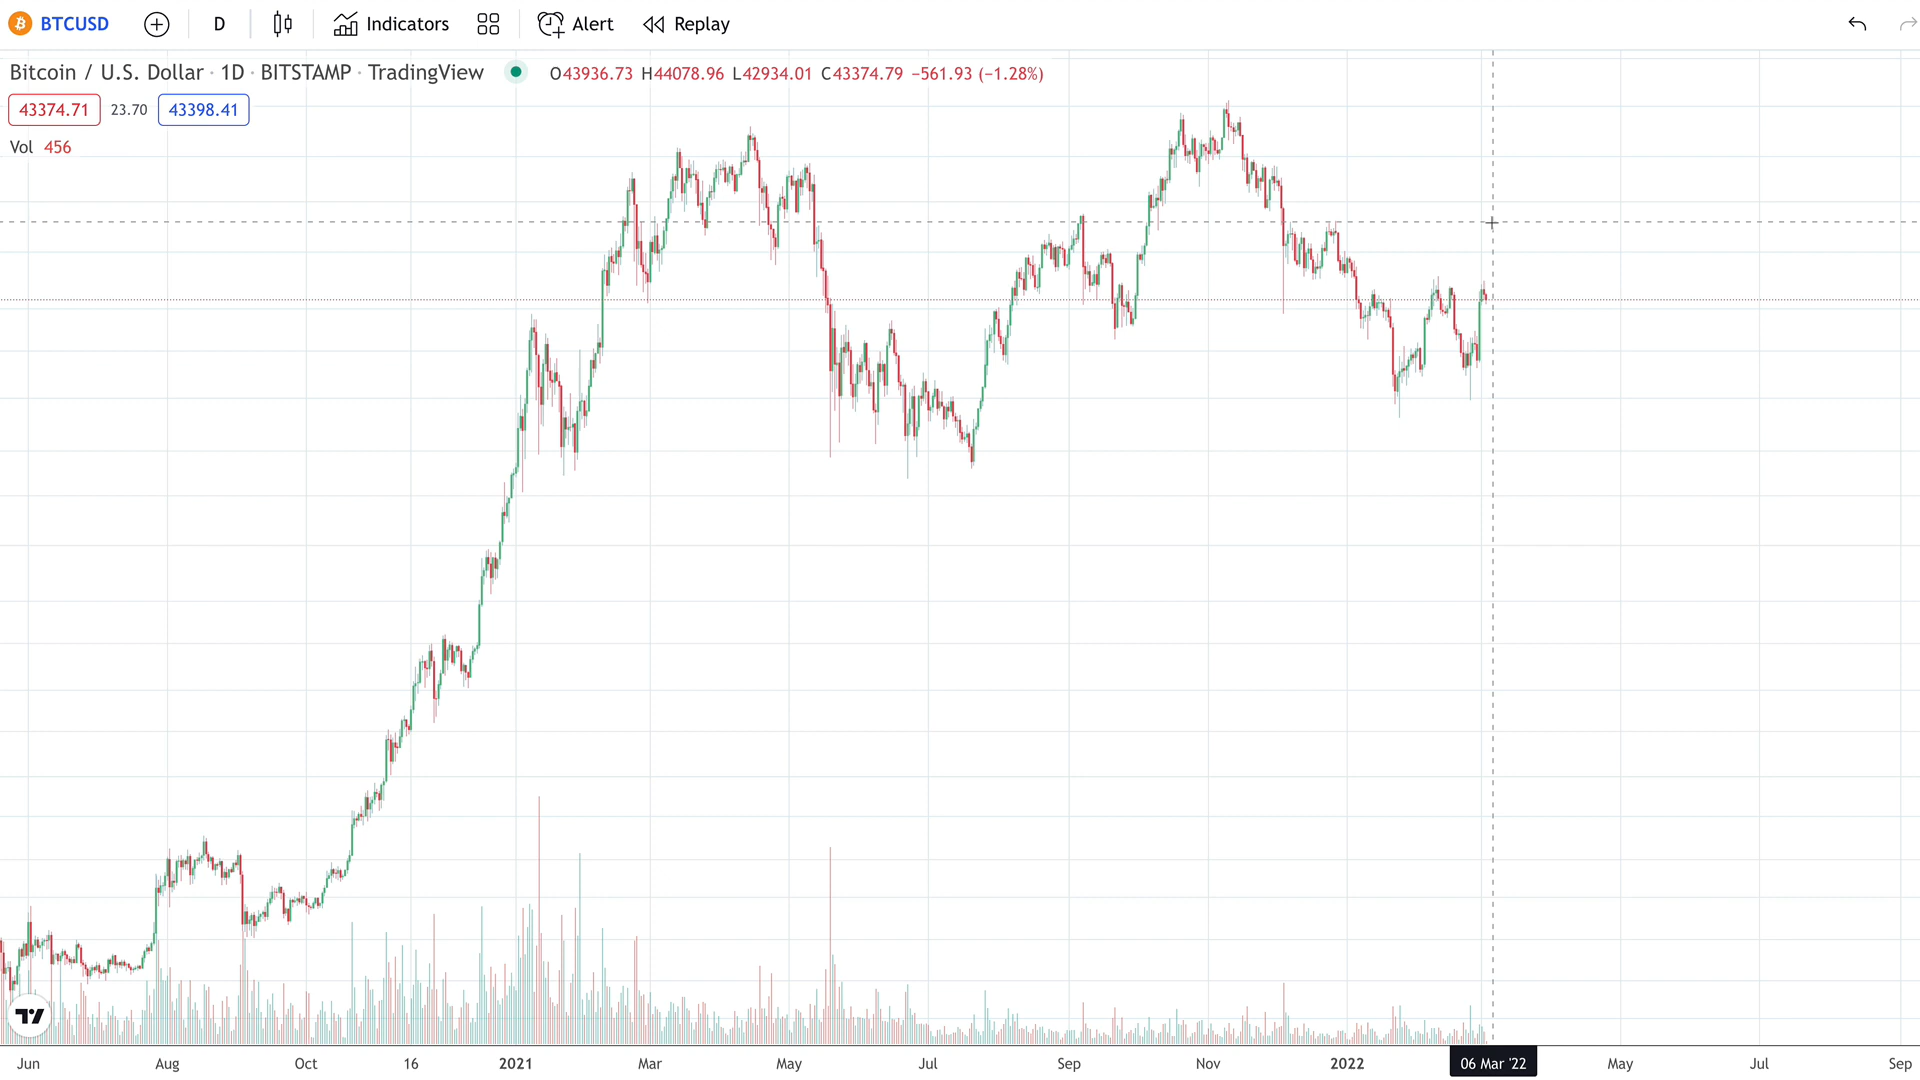 BTCUSD D Indicators Alert Replay
Bitcoin / U.S. Dollar · 1D · BITSTAMP · TradingView O43936.73 H44078.96 L42934.01 C43374.79 −561.93 (−1.28%)
43374.71 23.70 43398.41
Vol 456
Jun Aug Oct 16 2021 Mar May Jul Sep Nov 2022 06 Mar '22 May Jul Sep